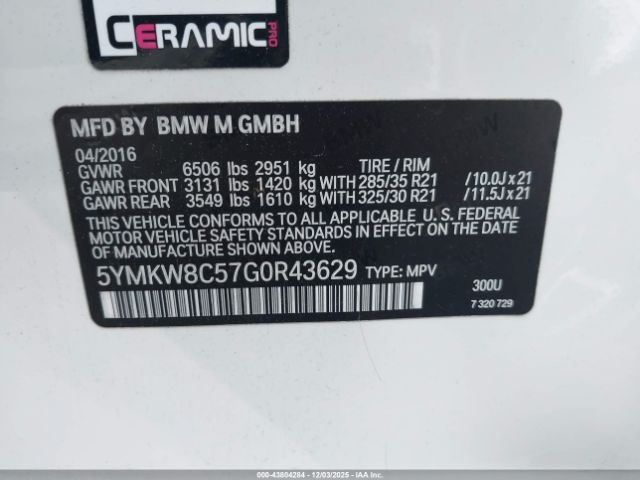 CERAMIC PRO
MFD BY BMW M GMBH
04/2016
GVWR 6506 lbs 2951 kg TIRE / RIM
GAWR FRONT 3131 lbs 1420 kg WITH 285/35 R21 /10.0J x 21
GAWR REAR 3549 lbs 1610 kg WITH 325/30 R21 /11.5J x 21
THIS VEHICLE CONFORMS TO ALL APPLICABLE U. S. FEDERAL
MOTOR VEHICLE SAFETY STANDARDS IN EFFECT ON THE DATE
OF MANUFACTURE SHOWN ABOVE.
5YMKW8C57G0R43629 TYPE: MPV
300U
7 320 729
000-43804284 - 12/03/2025 - IAAI.COM